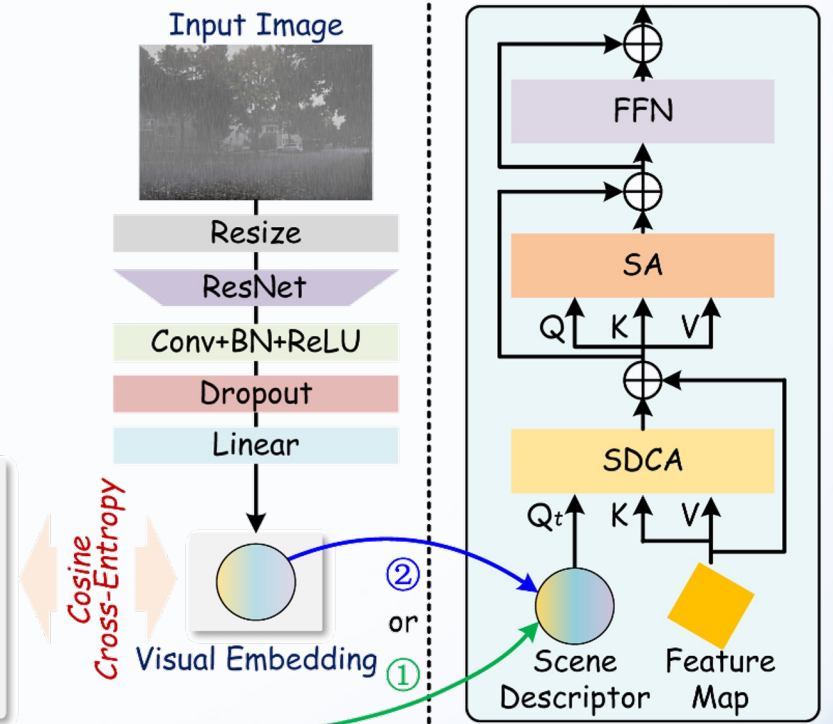 Input Image
Resize
ResNet
Conv+BN+ReLU
Dropout
Linear
Cosine
Cross-Entropy
Visual Embedding
②
or
①
FFN
SA
Q K V
SDCA
Qt K V
Scene
Descriptor
Feature
Map